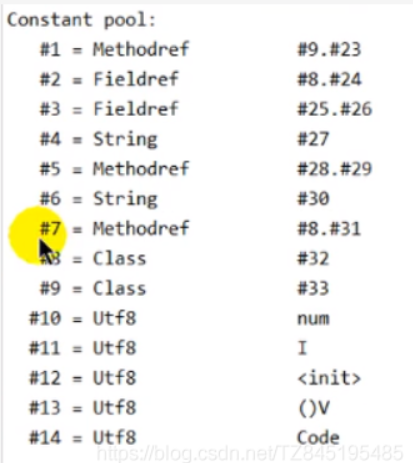 Constant pool:
#1 = Methodref #9.#23
#2 = Fieldref #8.#24
#3 = Fieldref #25.#26
#4 = String #27
#5 = Methodref #28.#29
#6 = String #30
#7 = Methodref #8.#31
#8 = Class #32
#9 = Class #33
#10 = Utf8 num
#11 = Utf8 I
#12 = Utf8 <init>
#13 = Utf8 ()V
#14 = Utf8 Code
https://blog.csdn.net/TZ845195485